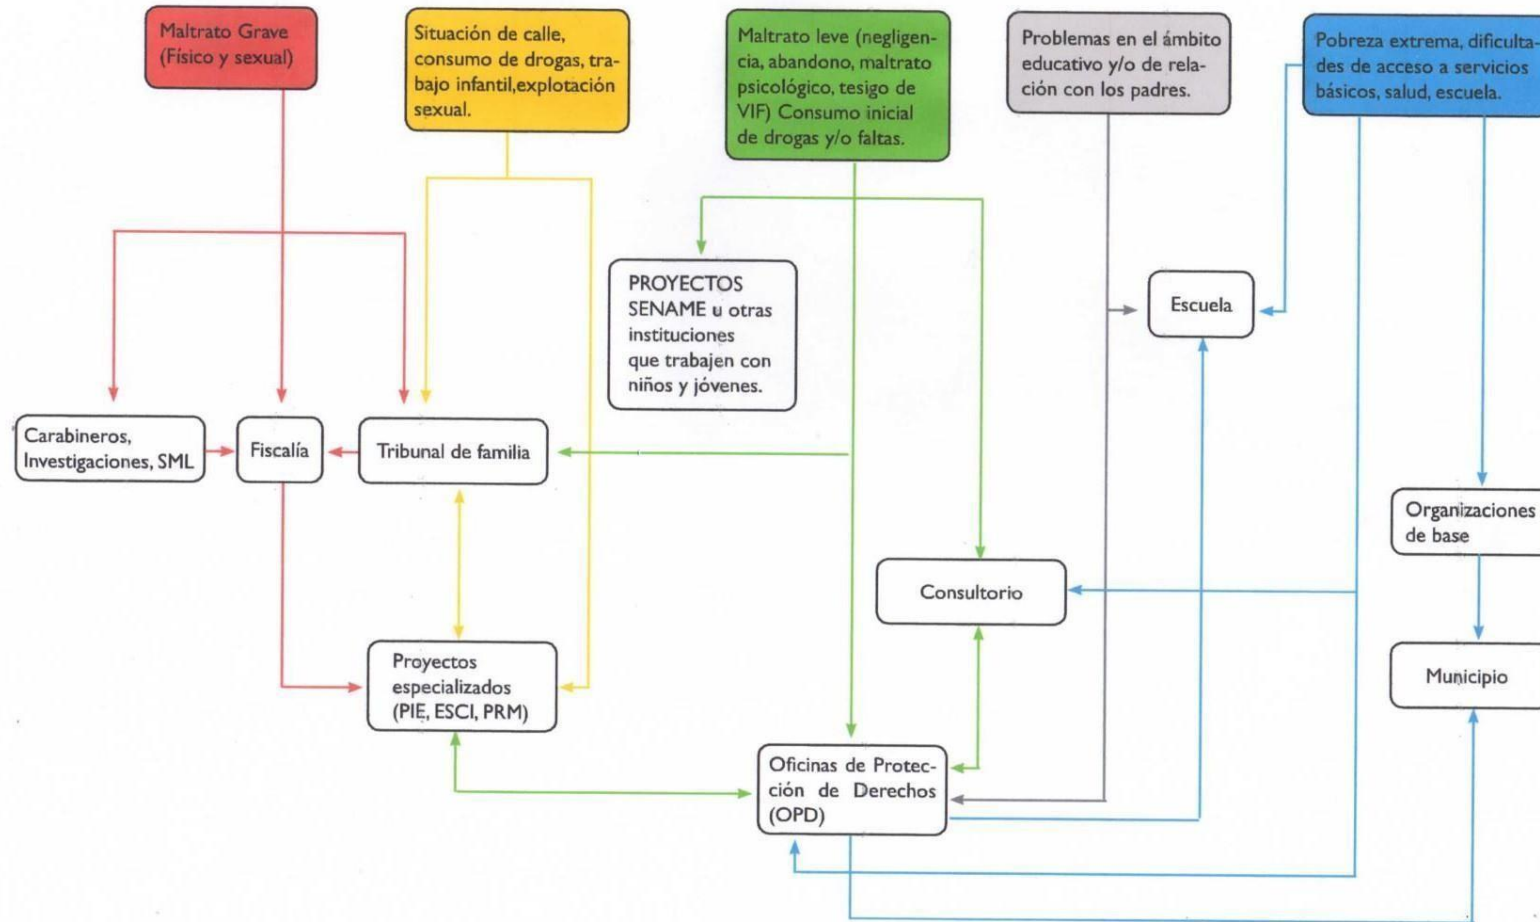 Maltrato Grave
(Físico y sexual)
Situación de calle,
consumo de drogas, tra-
bajo infantil,explotación
sexual.
Maltrato leve (negligen-
cia, abandono, maltrato
psicológico, tesigo de
VIF) Consumo inicial
de drogas y/o faltas.
Problemas en el ámbito
educativo y/o de rela-
ción con los padres.
Pobreza extrema, dificulta-
des de acceso a servicios
básicos, salud, escuela.
PROYECTOS
SENAME u otras
instituciones
que trabajen con
niños y jóvenes.
Escuela
Carabineros,
Investigaciones, SML
Fiscalía
Tribunal de familia
Organizaciones
de base
Consultorio
Proyectos
especializados
(PIE, ESCI, PRM)
Municipio
Oficinas de Protec-
ción de Derechos
(OPD)